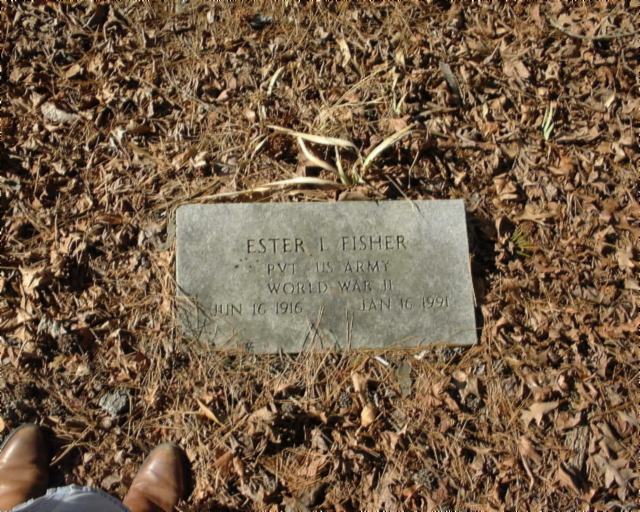 ESTER L FISHER
PVT US ARMY
WORLD WAR II
JUN 16 1916 JAN 16 1991